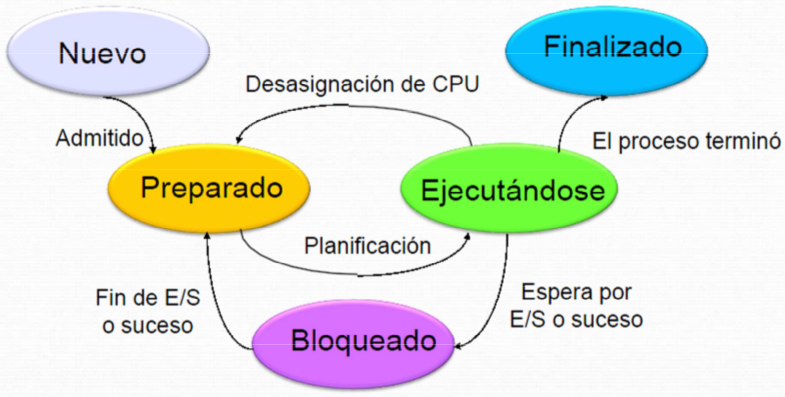 Nuevo
Finalizado
Desasignación de CPU
Admitido
El proceso terminó
Preparado
Ejecutándose
Planificación
Fin de E/S
o suceso
Espera por
E/S o suceso
Bloqueado